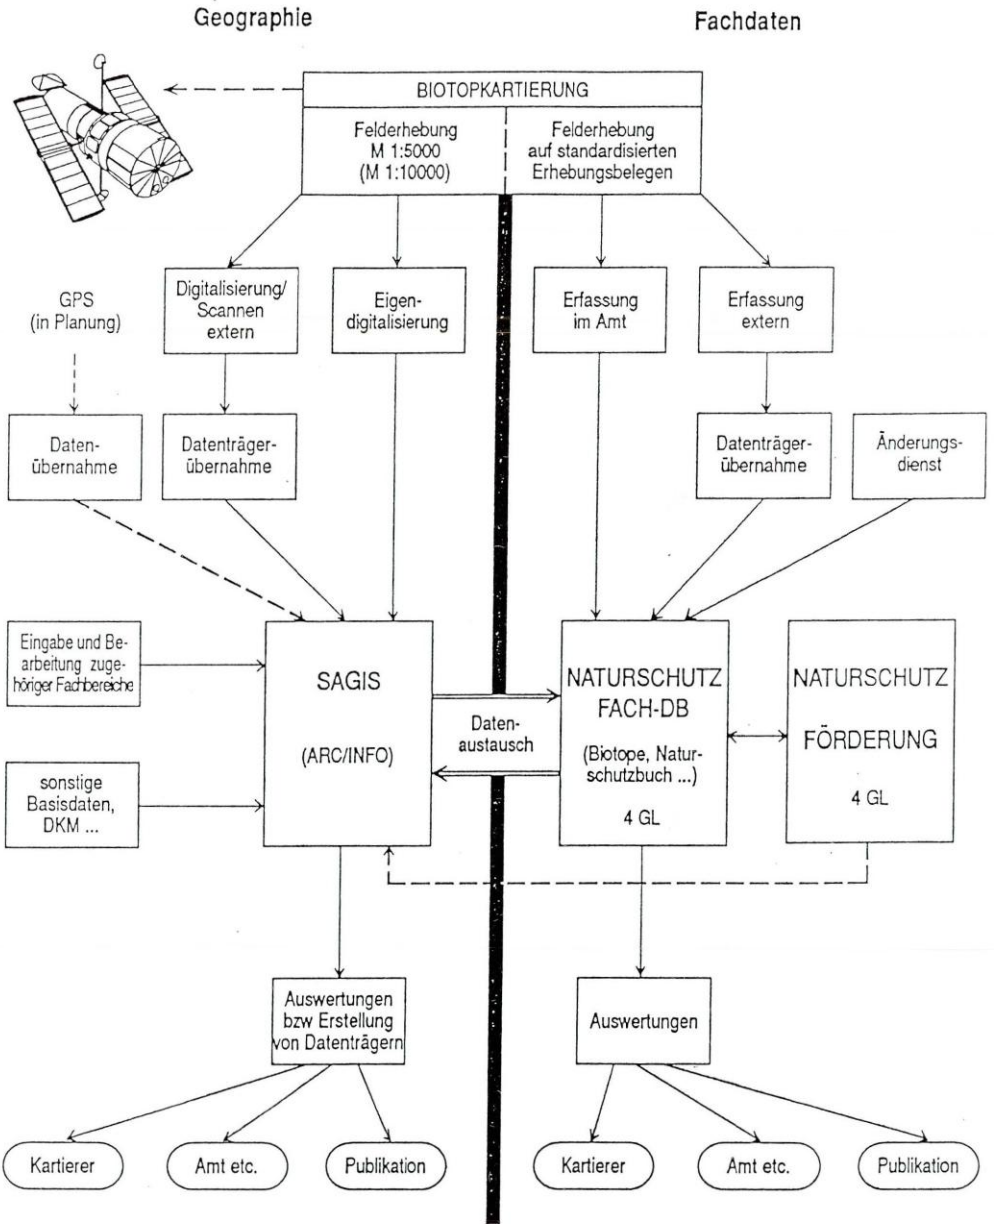 Geographie
Fachdaten
BIOTOPKARTIERUNG
Felderhebung
M 1:5000
(M 1:10000)
Felderhebung
auf standardisierten
Erhebungsbelegen
GPS
(in Planung)
Digitalisierung/
Scannen
extern
Eigen-
digitalisierung
Erfassung
im Amt
Erfassung
extern
Daten-
übernahme
Datenträger-
übernahme
Datenträger-
übernahme
Änderungs-
dienst
Eingabe und Be-
arbeitung zuge-
höriger Fachbereiche
sonstige
Basisdaten,
DKM ...
SAGIS
(ARC/INFO)
Daten-
austausch
NATURSCHUTZ
FACH-DB
(Biotope, Natur-
schutzbuch ...)
4 GL
NATURSCHUTZ
FÖRDERUNG
4 GL
Auswertungen
bzw Erstellung
von Datenträgern
Auswertungen
Kartierer
Amt etc.
Publikation
Kartierer
Amt etc.
Publikation